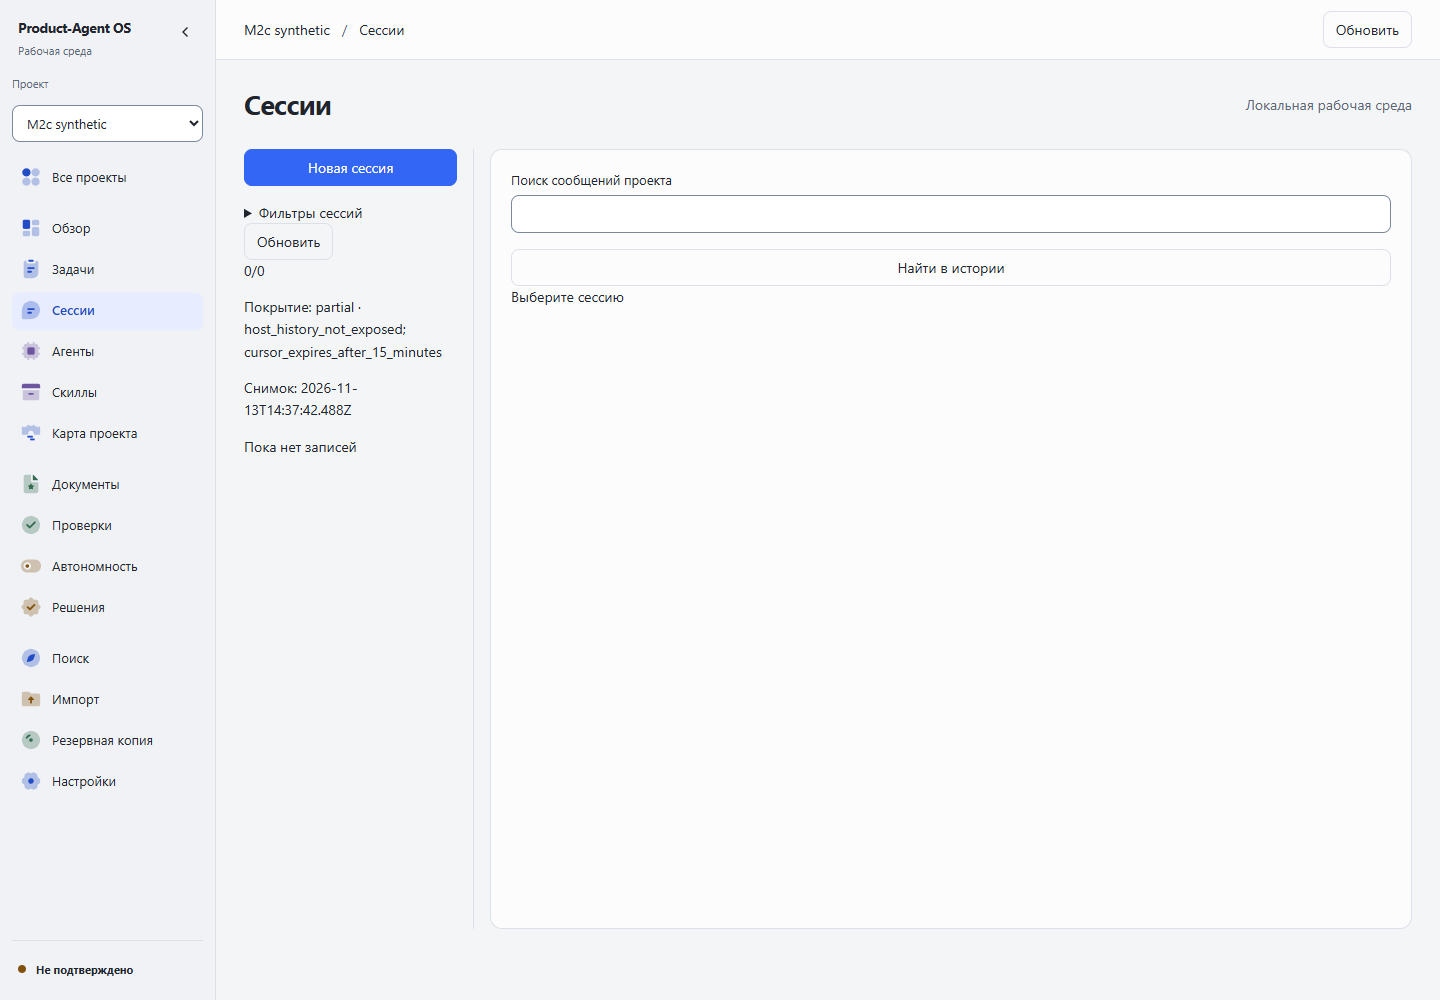 Product-Agent OS
Рабочая среда
Проект
M2c synthetic
Все проекты
Обзор
Задачи
Сессии
Агенты
Скиллы
Карта проекта
Документы
Проверки
Автономность
Решения
Поиск
Импорт
Резервная копия
Настройки
Не подтверждено
M2c synthetic / Сессии
Обновить
Сессии
Локальная рабочая среда
Новая сессия
Фильтры сессий
Обновить
0/0
Покрытие: partial ·
host_history_not_exposed;
cursor_expires_after_15_minutes
Снимок: 2026-11-
13T14:37:42.488Z
Пока нет записей
Поиск сообщений проекта
Найти в истории
Выберите сессию